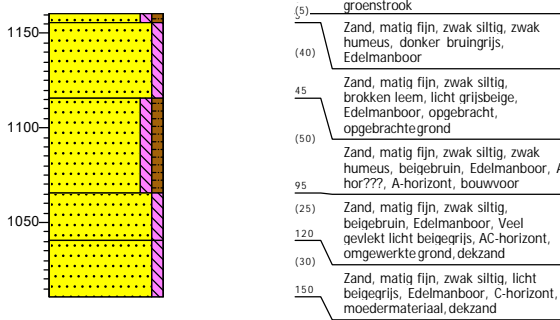 groenstrook
(5)
5
Zand, matig fijn, zwak siltig, zwak
humeus, donker bruingrijs,
Edelmanboor
1150
(40)
45
Zand, matig fijn, zwak siltig,
brokken leem, licht grijsbeige,
Edelmanboor, opgebracht,
opgebrachte grond
1100
(50)
95
Zand, matig fijn, zwak siltig, zwak
humeus, beigebruin, Edelmanboor, A
hor???, A-horizont, bouwvoor
(25)
120
Zand, matig fijn, zwak siltig,
beigebruin, Edelmanboor, Veel
gevlekt licht beigegrijs, AC-horizont,
omgewerkte grond, dekzand
1050
(30)
150
Zand, matig fijn, zwak siltig, licht
beigegrijs, Edelmanboor, C-horizont,
moedermateriaal, dekzand